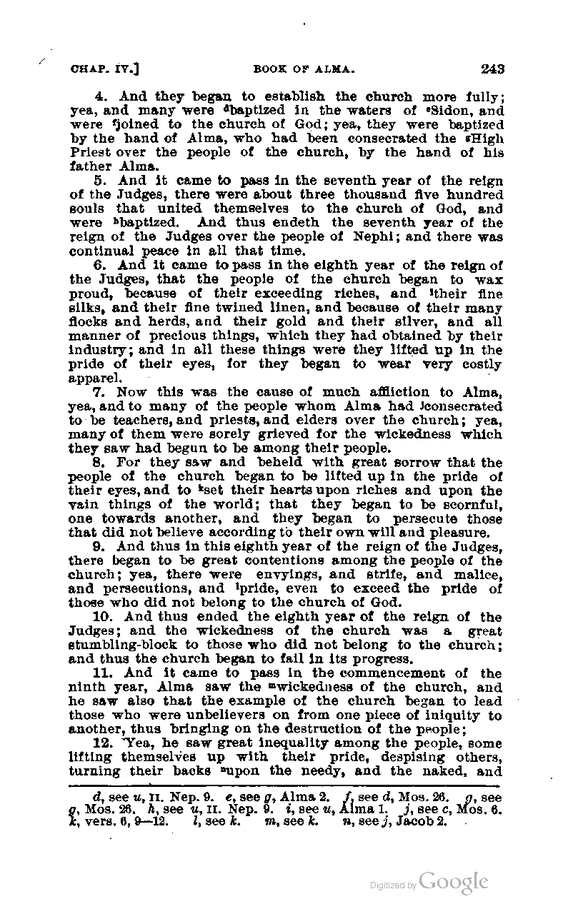 CHAP. IV.] BOOK OF ALMA. 243
4. And they began to establish the church more fully;
yea, and many were ᵈbaptized in the waters of ᵉSidon, and
were ᶠjoined to the church of God; yea, they were baptized
by the hand of Alma, who had been consecrated the ᵍHigh
Priest over the people of the church, by the hand of his
father Alma.
5. And it came to pass in the seventh year of the reign
of the Judges, there were about three thousand five hundred
souls that united themselves to the church of God, and
were ʰbaptized. And thus endeth the seventh year of the
reign of the Judges over the people of Nephi; and there was
continual peace in all that time.
6. And it came to pass in the eighth year of the reign of
the Judges, that the people of the church began to wax
proud, because of their exceeding riches, and ⁱtheir fine
silks, and their fine twined linen, and because of their many
flocks and herds, and their gold and their silver, and all
manner of precious things, which they had obtained by their
industry; and in all these things were they lifted up in the
pride of their eyes, for they began to wear very costly
apparel.
7. Now this was the cause of much affliction to Alma,
yea, and to many of the people whom Alma had ʲconsecrated
to be teachers, and priests, and elders over the church; yea,
many of them were sorely grieved for the wickedness which
they saw had begun to be among their people.
8. For they saw and beheld with great sorrow that the
people of the church began to be lifted up in the pride of
their eyes, and to ᵏset their hearts upon riches and upon the
vain things of the world; that they began to be scornful,
one towards another, and they began to persecute those
that did not believe according to their own will and pleasure.
9. And thus in this eighth year of the reign of the Judges,
there began to be great contentions among the people of the
church; yea, there were envyings, and strife, and malice,
and persecutions, and ˡpride, even to exceed the pride of
those who did not belong to the church of God.
10. And thus ended the eighth year of the reign of the
Judges; and the wickedness of the church was a great
stumbling-block to those who did not belong to the church;
and thus the church began to fail in its progress.
11. And it came to pass in the commencement of the
ninth year, Alma saw the ᵐwickedness of the church, and
he saw also that the example of the church began to lead
those who were unbelievers on from one piece of iniquity to
another, thus bringing on the destruction of the people;
12. Yea, he saw great inequality among the people, some
lifting themselves up with their pride, despising others,
turning their backs ⁿupon the needy, and the naked, and
d, see u, II. Nep. 9. e, see g, Alma 2. f, see d, Mos. 26. g, see
g, Mos. 26. h, see u, II. Nep. 9. i, see u, Alma 1. j, see c, Mos. 6.
k, vers. 6, 9—12. l, see k. m, see k. n, see j, Jacob 2.
Digitized by Google